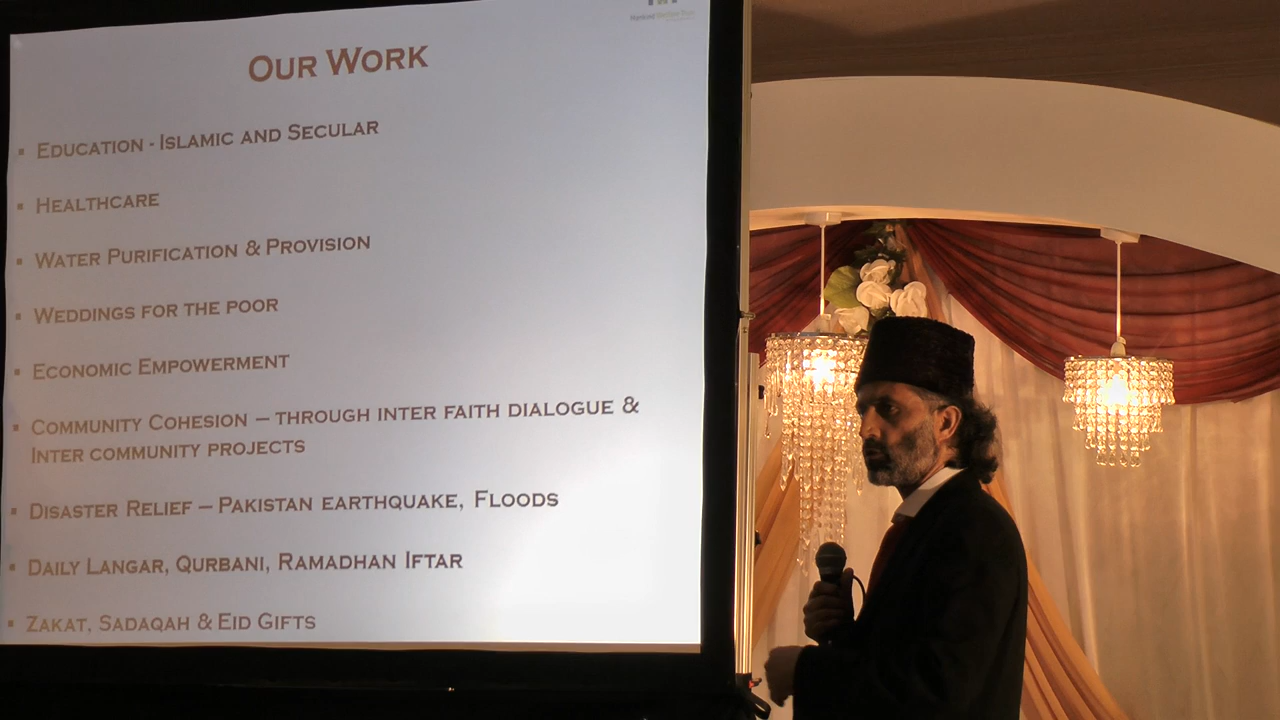 Our Work
▪ Education - Islamic and Secular
▪ Healthcare
▪ Water Purification & Provision
▪ Weddings for the poor
▪ Economic Empowerment
▪ Community Cohesion – through inter faith dialogue &
Inter community projects
▪ Disaster Relief – Pakistan earthquake, Floods
▪ Daily Langar, Qurbani, Ramadhan Iftar
▪ Zakat, Sadaqah & Eid Gifts